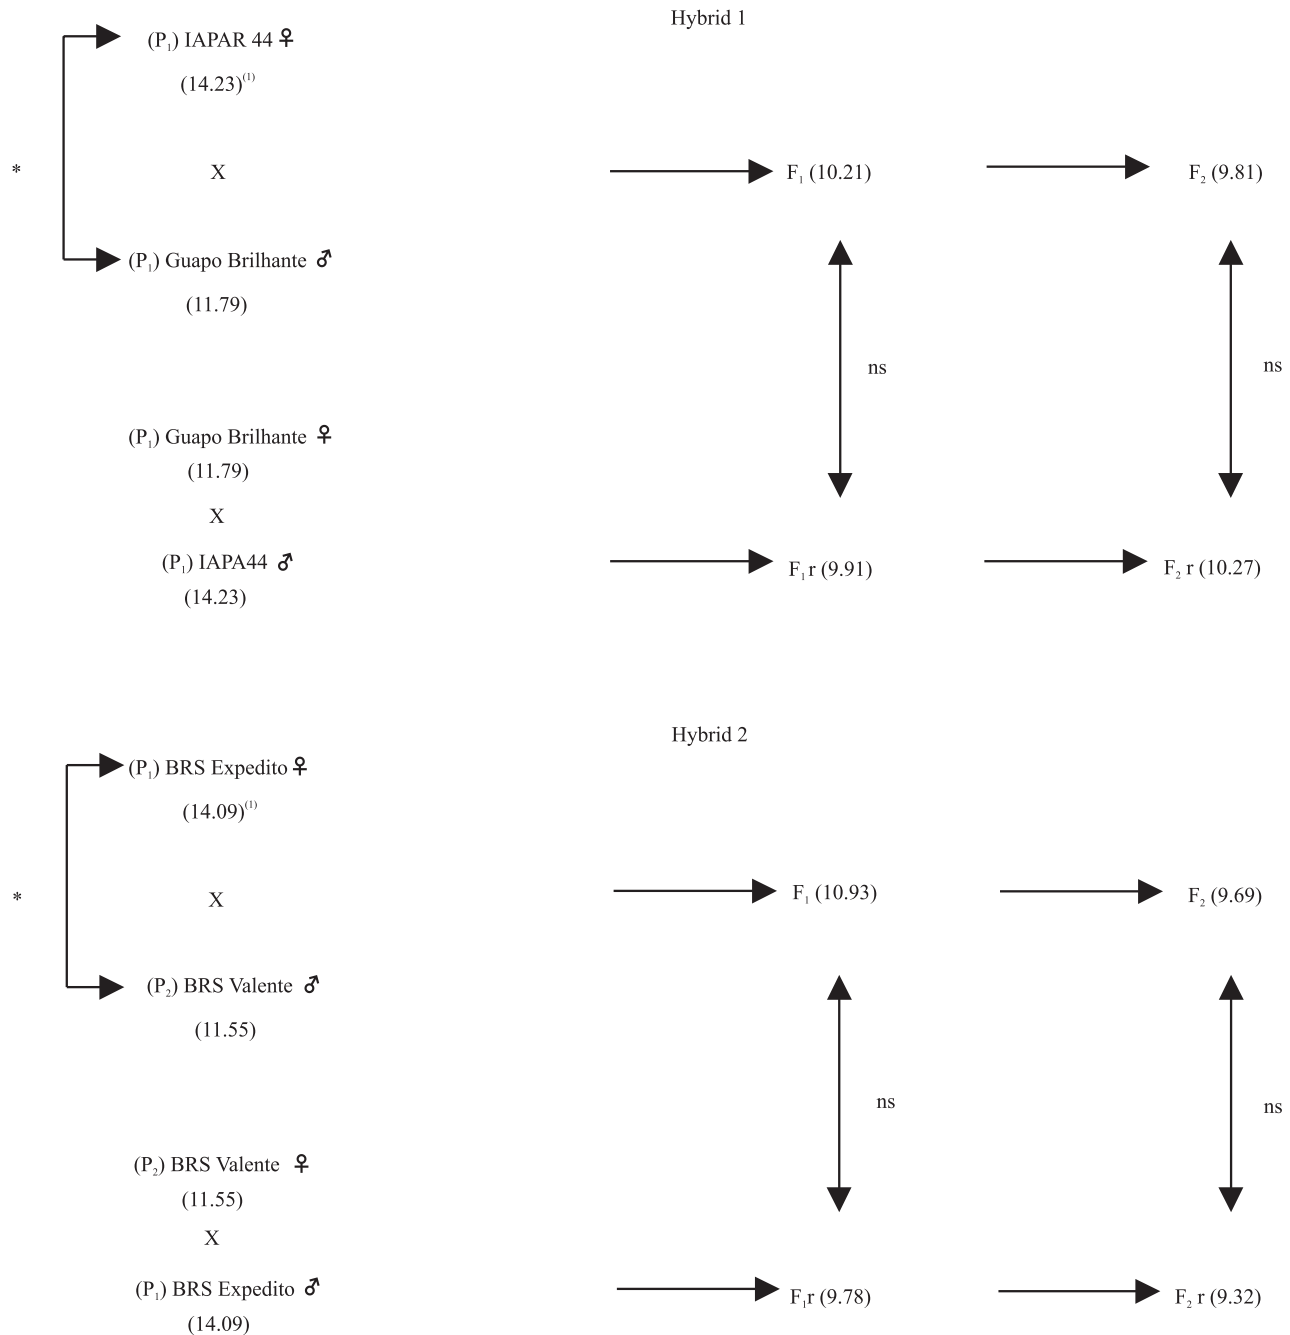 Hybrid 1
(P₁) IAPAR 44 ♀
(14.23)⁽¹⁾
* X F₁ (10.21) F₂ (9.81)
(P₁) Guapo Brilhante ♂
(11.79)
ns ns
(P₁) Guapo Brilhante ♀
(11.79)
X
(P₁) IAPA44 ♂ F₁ r (9.91) F₂ r (10.27)
(14.23)
Hybrid 2
(P₁) BRS Expedito ♀
(14.09)⁽¹⁾
* X F₁ (10.93) F₂ (9.69)
(P₂) BRS Valente ♂
(11.55)
ns ns
(P₂) BRS Valente ♀
(11.55)
X
(P₁) BRS Expedito ♂ F₁r (9.78) F₂ r (9.32)
(14.09)